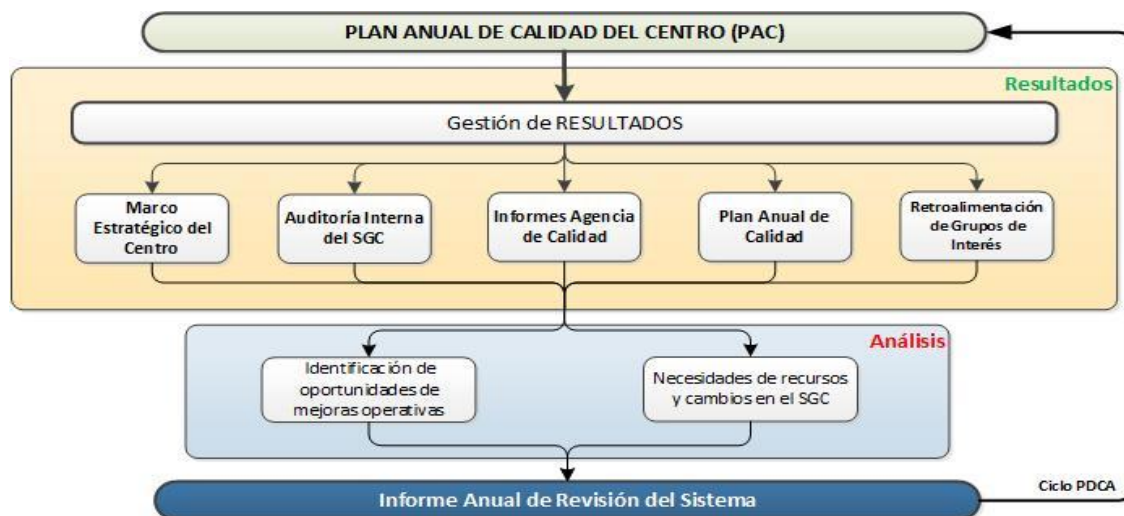 PLAN ANUAL DE CALIDAD DEL CENTRO (PAC)
Resultados
Gestión de RESULTADOS
Marco
Estratégico del
Centro
Auditoría Interna
del SGC
Informes Agencia
de Calidad
Plan Anual de
Calidad
Retroalimentación
de Grupos de
Interés
Análisis
Identificación de
oportunidades de
mejoras operativas
Necesidades de recursos
y cambios en el SGC
Informe Anual de Revisión del Sistema
Ciclo PDCA